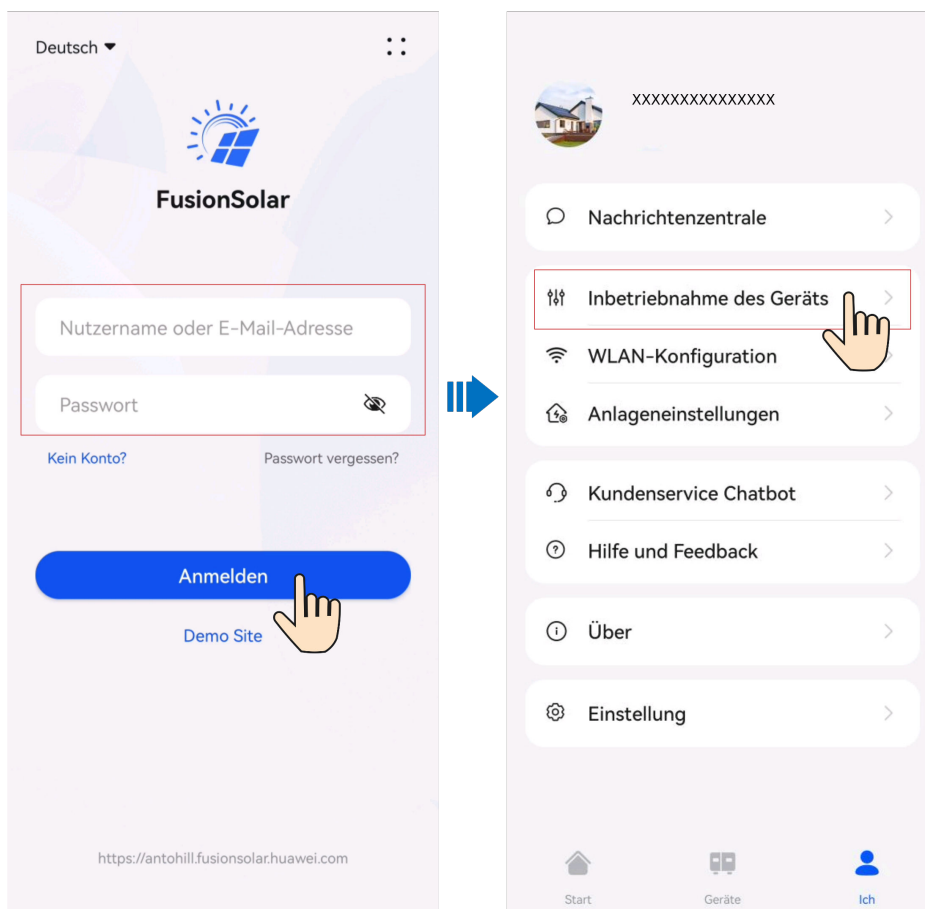 Deutsch
FusionSolar
Nutzername oder E-Mail-Adresse
Passwort
Kein Konto?
Passwort vergessen?
Anmelden
Demo Site
https://antohill.fusionsolar.huawei.com
XXXXXXXXXXXXXXX
Nachrichtenzentrale
Inbetriebnahme des Geräts
WLAN-Konfiguration
Anlageneinstellungen
Kundenservice Chatbot
Hilfe und Feedback
Über
Einstellung
Start
Geräte
Ich